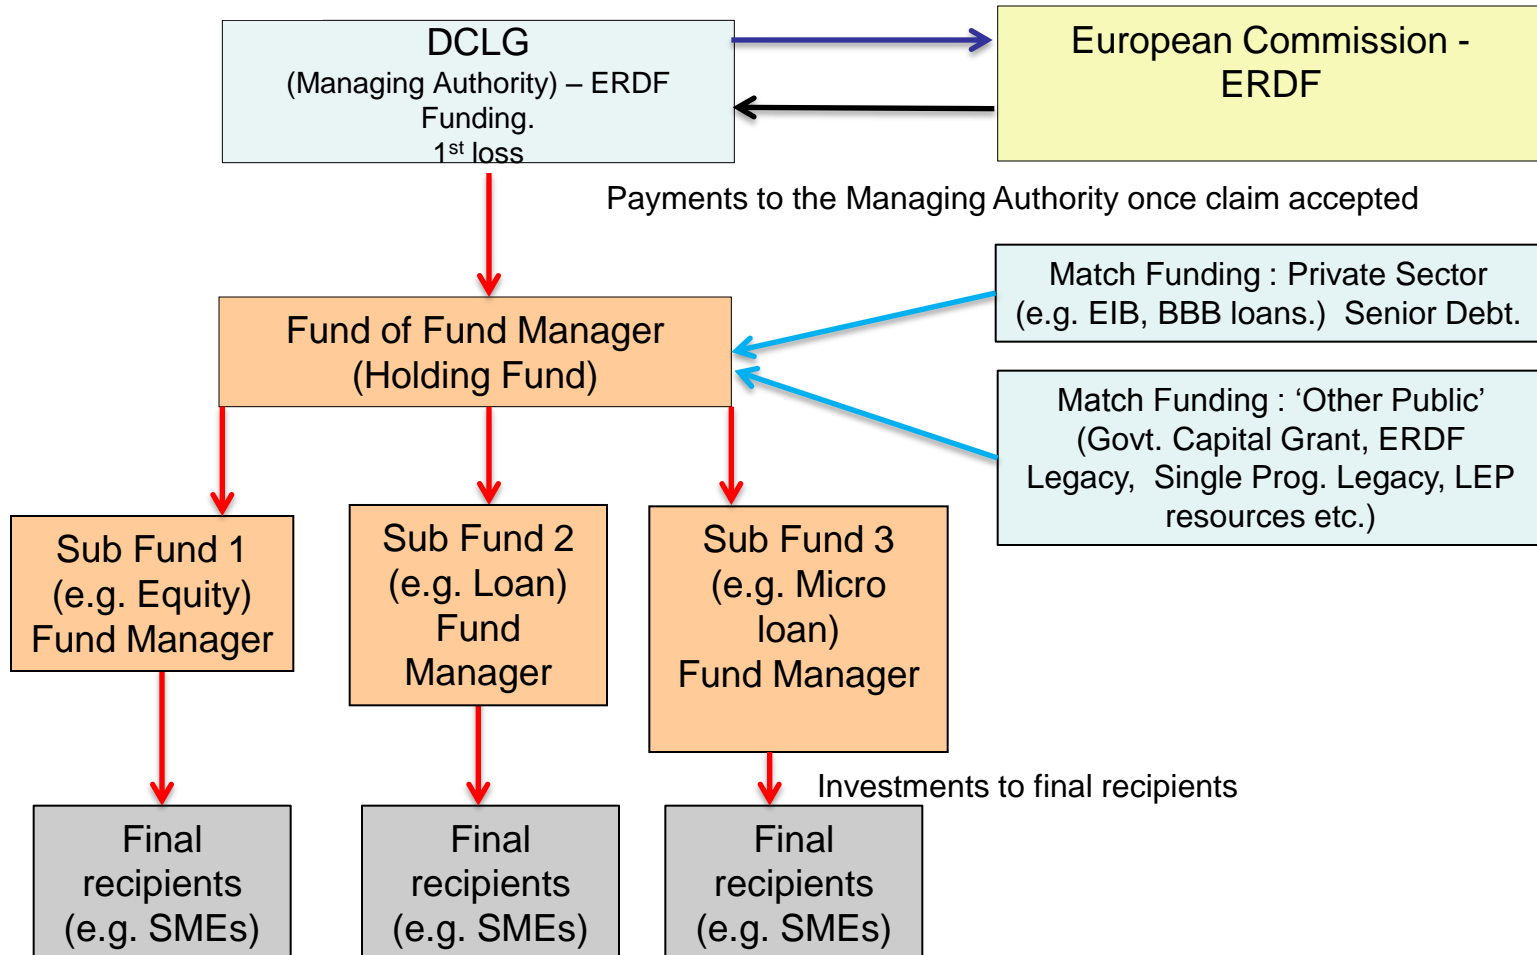 DCLG
(Managing Authority) – ERDF
Funding.
1st loss
European Commission -
ERDF
Payments to the Managing Authority once claim accepted
Match Funding : Private Sector
(e.g. EIB, BBB loans.) Senior Debt.
Fund of Fund Manager
(Holding Fund)
Match Funding : ‘Other Public’
(Govt. Capital Grant, ERDF
Legacy, Single Prog. Legacy, LEP
resources etc.)
Sub Fund 1
(e.g. Equity)
Fund Manager
Sub Fund 2
(e.g. Loan)
Fund
Manager
Sub Fund 3
(e.g. Micro
loan)
Fund Manager
Investments to final recipients
Final
recipients
(e.g. SMEs)
Final
recipients
(e.g. SMEs)
Final
recipients
(e.g. SMEs)